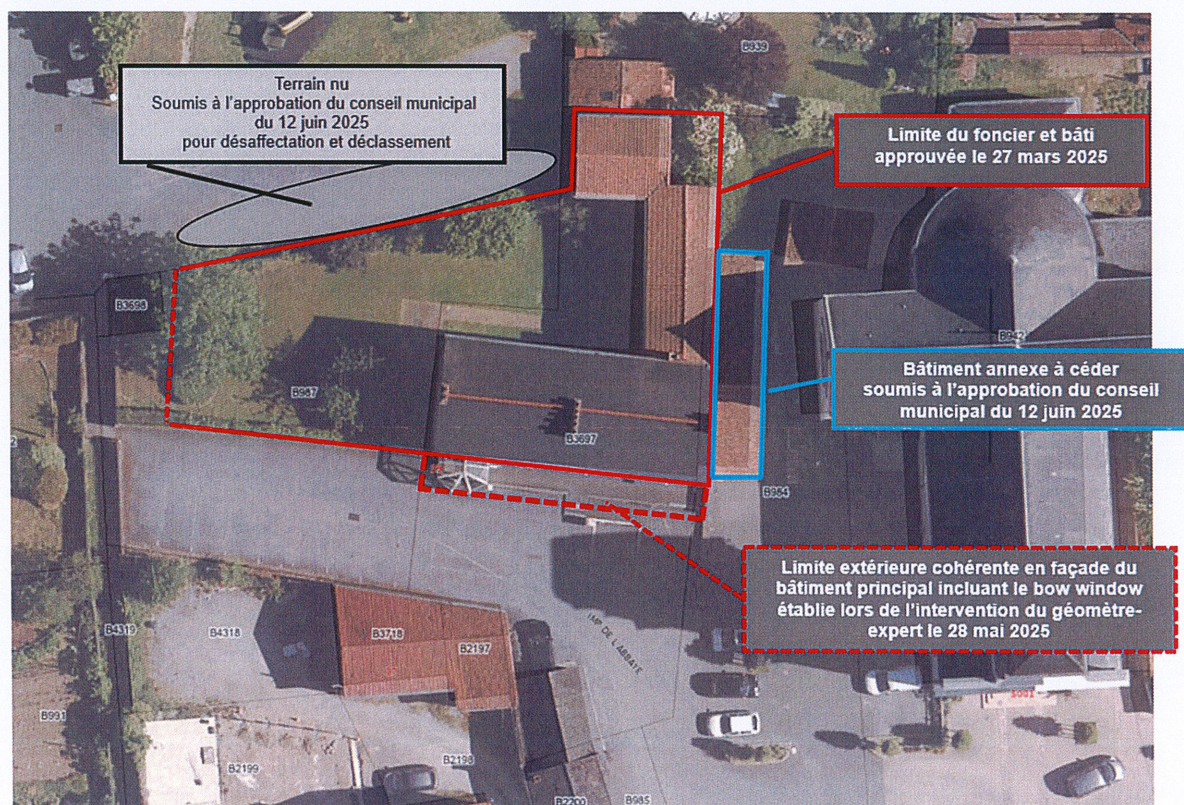 B939
Terrain nu
Soumis à l'approbation du conseil municipal
du 12 juin 2025
pour désaffectation et déclassement
Limite du foncier et bâti
approuvée le 27 mars 2025
B3698
B942
Bâtiment annexe à céder
soumis à l'approbation du conseil
municipal du 12 juin 2025
B987
B3697
2
B984
Limite extérieure cohérente en façade du
bâtiment principal incluant le bow window
établie lors de l'intervention du géomètre-
expert le 28 mai 2025
IMP DE L'ABBAYE
B4319
B4318
B3718
B2197
B991
B2199
B2198
B2200
B985